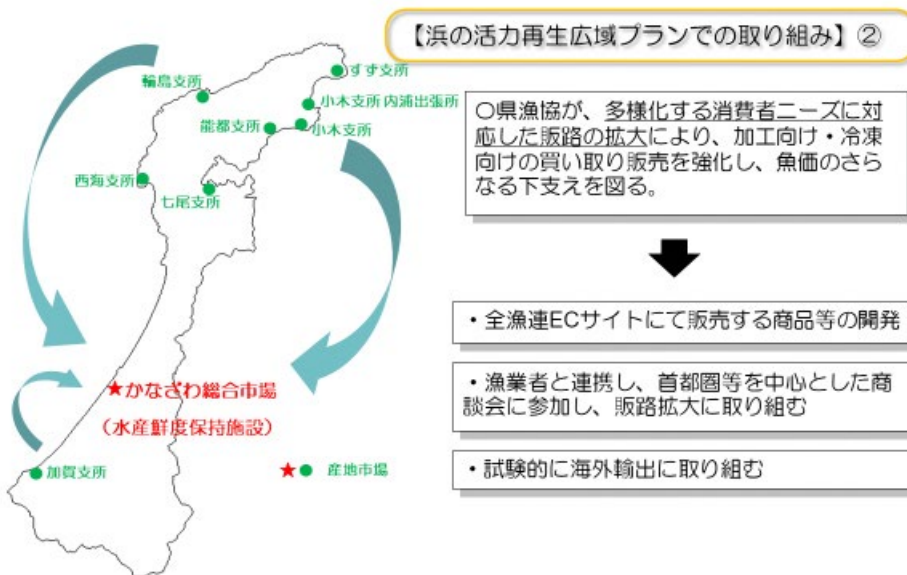 【浜の活力再生広域プランでの取り組み】②
輪島支所
すず支所
小木支所 内浦出張所
能都支所
小木支所
西海支所
七尾支所
★かなざわ総合市場
(水産鮮度保持施設)
加賀支所
★● 産地市場
○県漁協が、多様化する消費者ニーズに対
応した販路の拡大により、加工向け・冷凍
向けの買い取り販売を強化し、魚価のさら
なる下支えを図る。
・全漁連ECサイトにて販売する商品等の開発
・漁業者と連携し、首都圏等を中心とした商
談会に参加し、販路拡大に取り組む
・試験的に海外輸出に取り組む